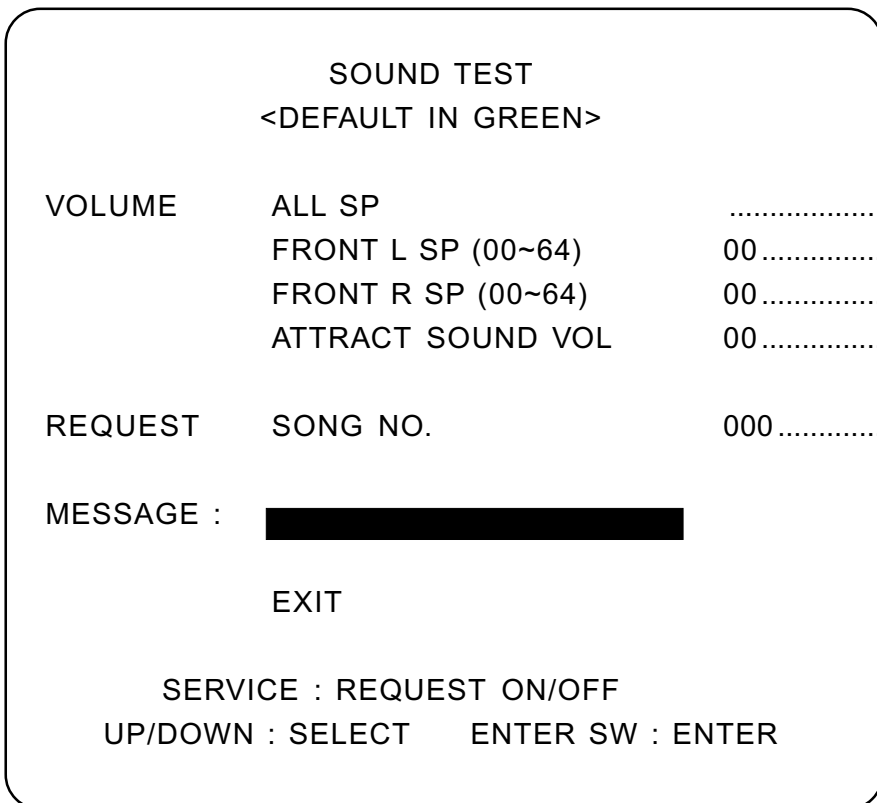 SOUND TEST
<DEFAULT IN GREEN>
VOLUME ALL SP ..................
FRONT L SP (00~64) 00..............
FRONT R SP (00~64) 00..............
ATTRACT SOUND VOL 00..............
REQUEST SONG NO. 000............
MESSAGE :
EXIT
SERVICE : REQUEST ON/OFF
UP/DOWN : SELECT ENTER SW : ENTER